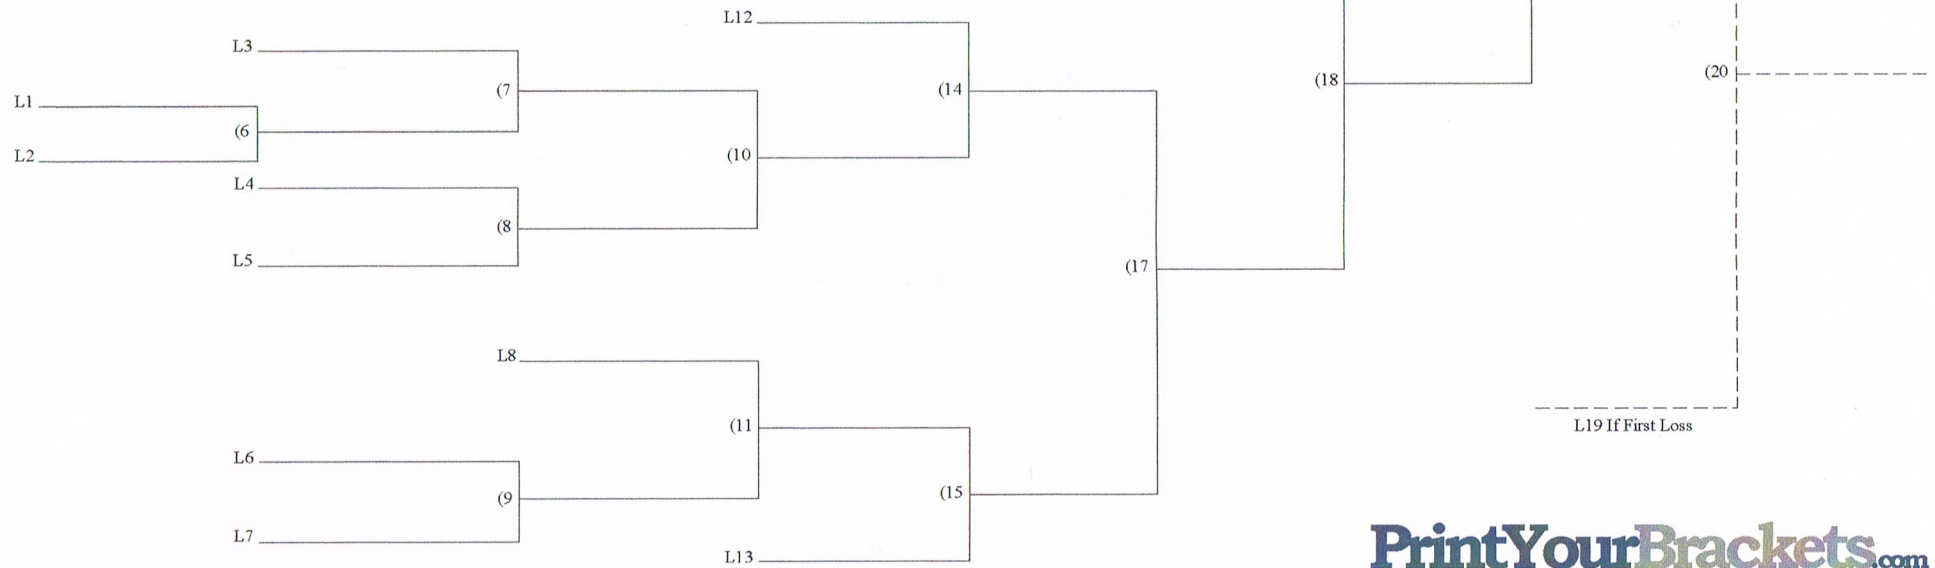 L12
L3
(20
(18
(7
(14
L1
(6
(10
L2
L4
(8
L5
(17
L8
L19 If First Loss
(11
L6
(15
(9
L7
PrintYourBrackets.com
L13